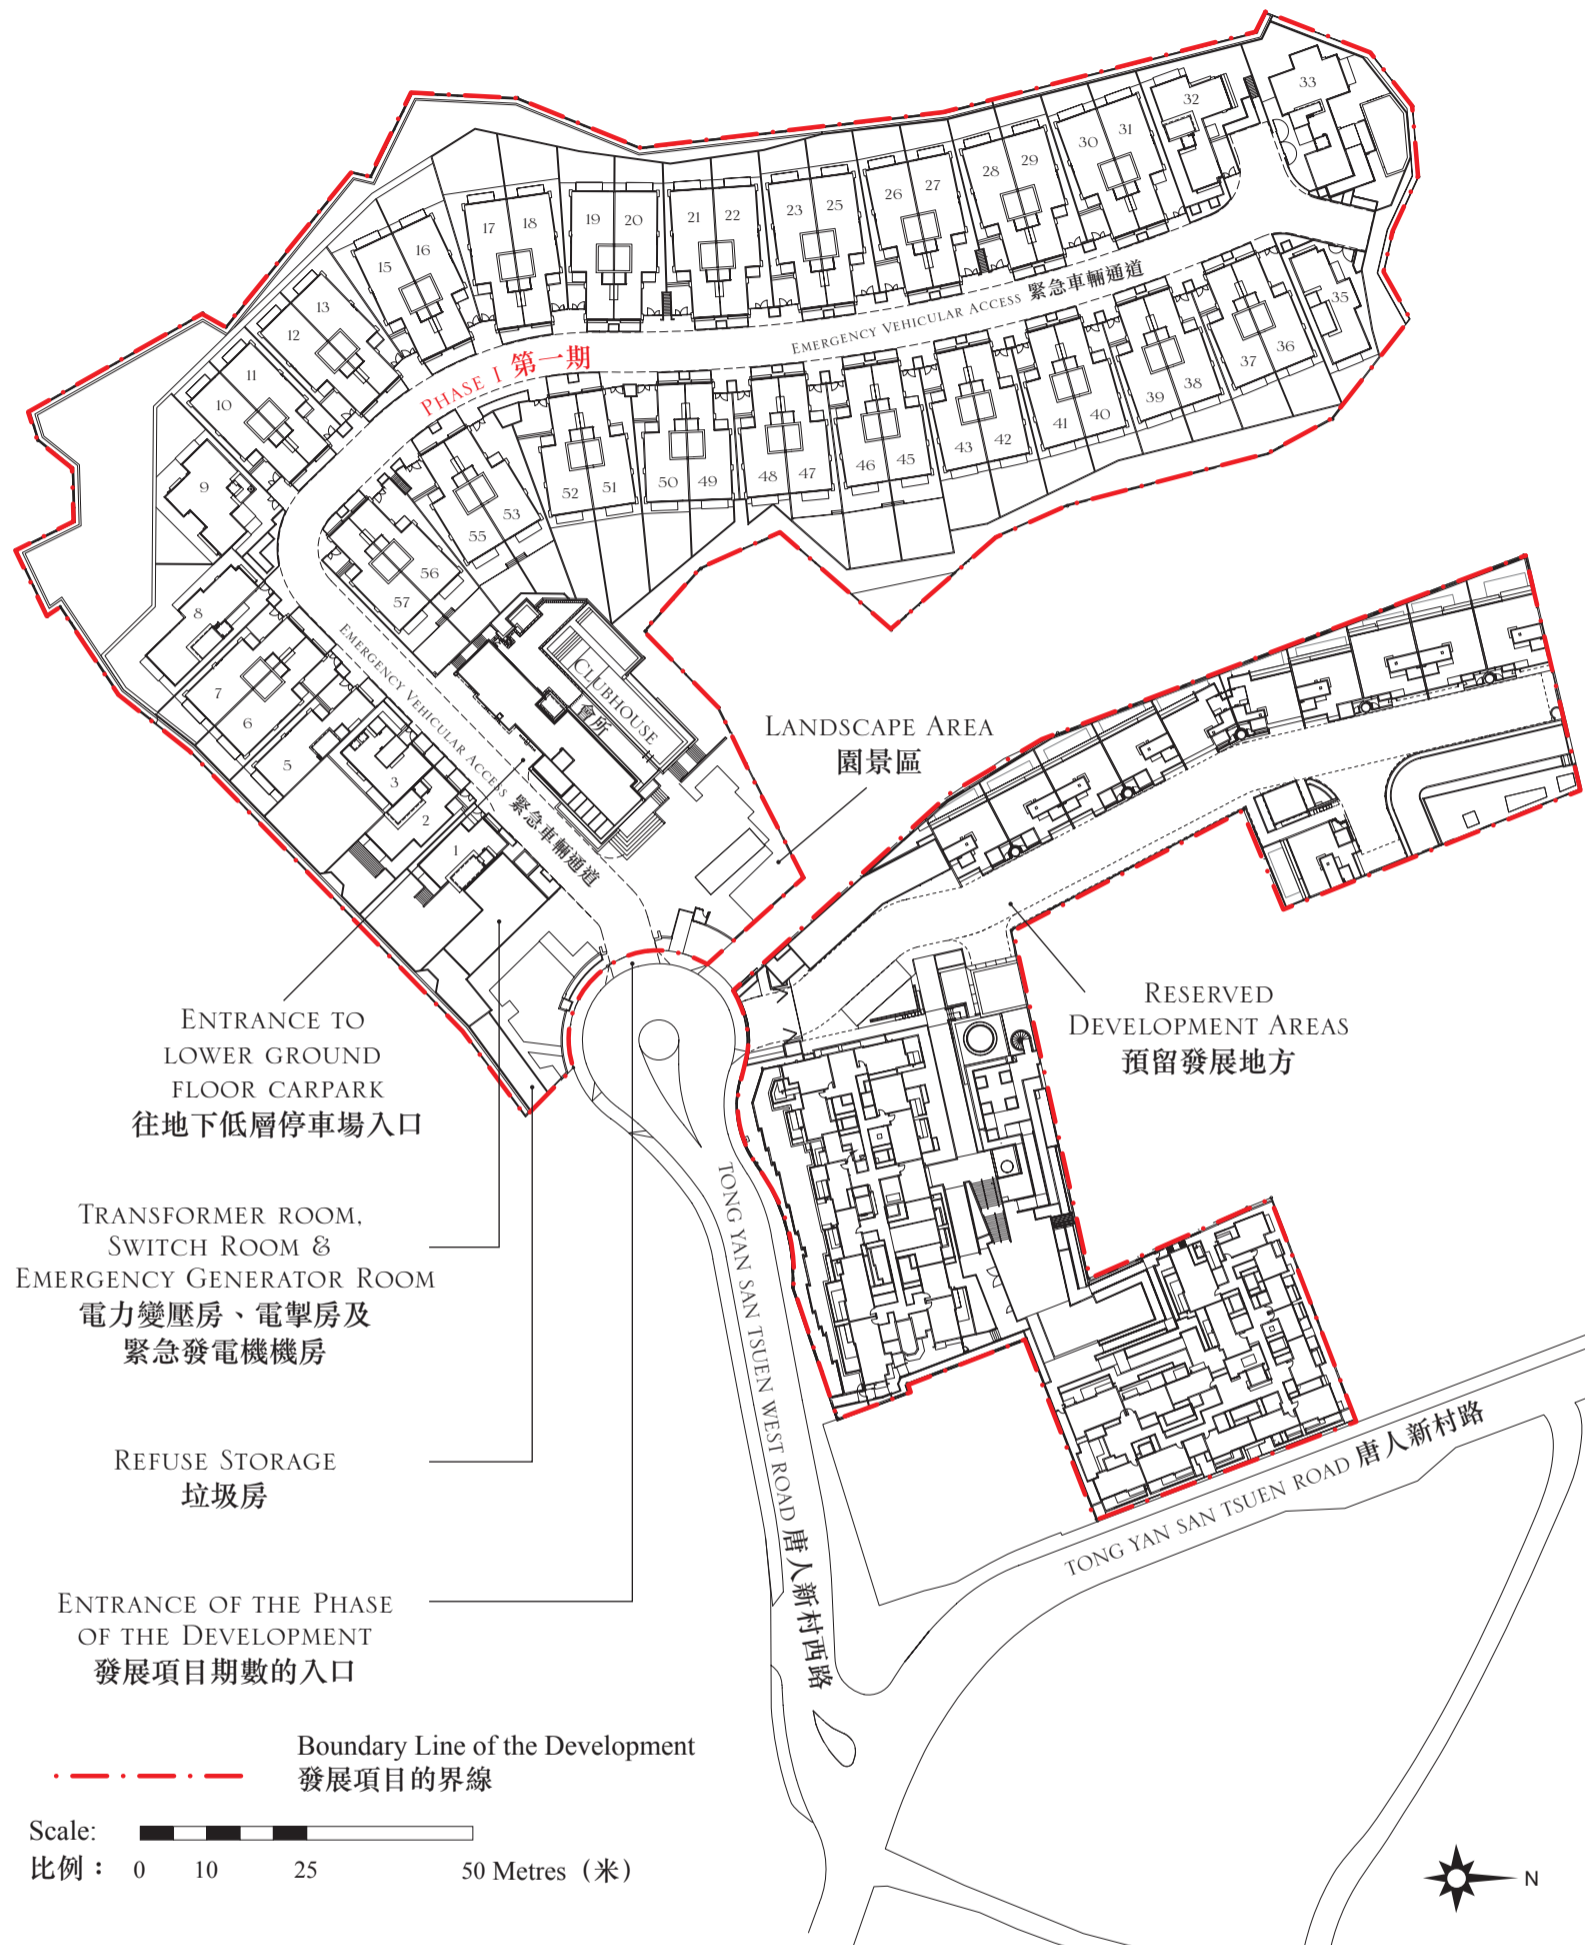 33
32
31
30
29
28
27
26
25
23
22
21
20
19
18
17
16
15
13
12
11
10
9
8
7
6
5
3
2
1
35
36
37
38
39
40
41
42
43
45
46
47
48
49
50
51
52
53
55
56
57
PHASE I 第一期
EMERGENCY VEHICULAR ACCESS 緊急車輛通道
EMERGENCY VEHICULAR ACCESS 緊急車輛通道
CLUBHOUSE
會所
LANDSCAPE AREA
園景區
RESERVED
DEVELOPMENT AREAS
預留發展地方
ENTRANCE TO
LOWER GROUND
FLOOR CARPARK
往地下低層停車場入口
TRANSFORMER ROOM,
SWITCH ROOM &
EMERGENCY GENERATOR ROOM
電力變壓房、電掣房及
緊急發電機機房
REFUSE STORAGE
垃圾房
ENTRANCE OF THE PHASE
OF THE DEVELOPMENT
發展項目期數的入口
TONG YAN SAN TSUEN WEST ROAD 唐人新村西路
TONG YAN SAN TSUEN ROAD 唐人新村路
Boundary Line of the Development
發展項目的界線
Scale:
比例：
0 10 25 50 Metres（米）
N